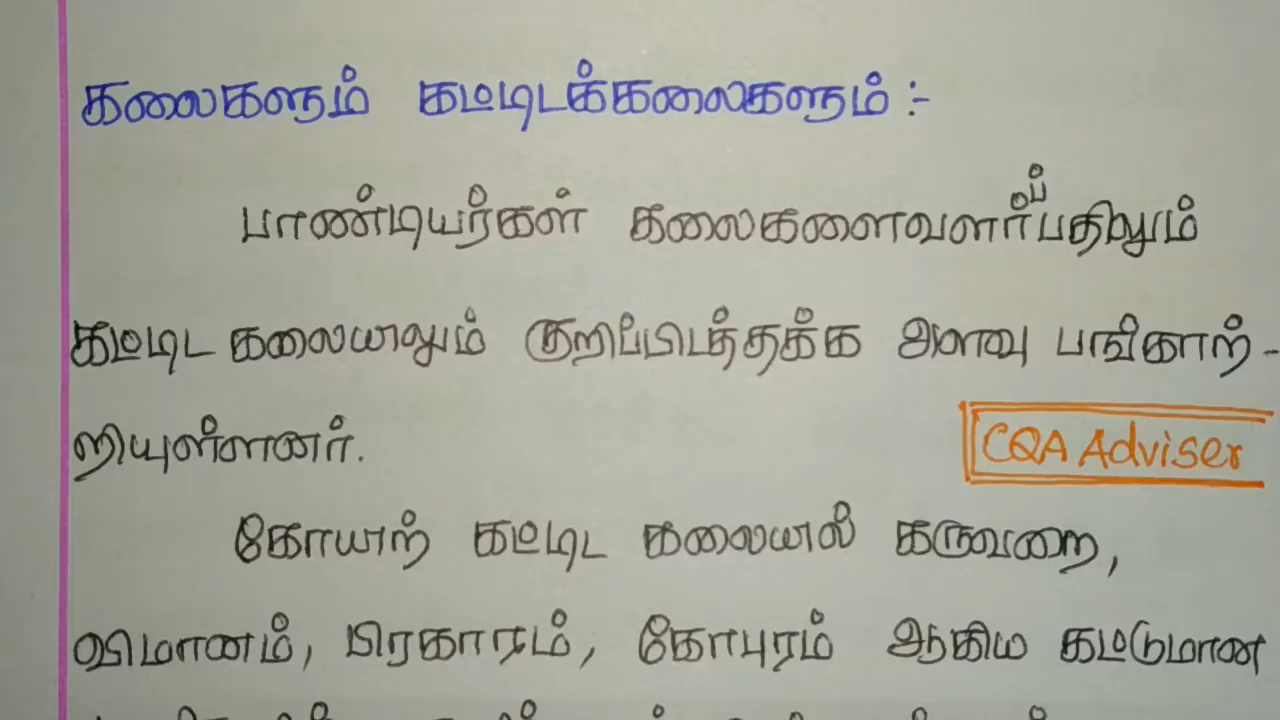 கலைகளும் கட்டிடக்கலைகளும் :-
பாண்டியர்கள் கலைகளைவளர்ப்பதிலும்
கட்டிட கலையிலும் குறிப்பிடத்தக்க அளவு பங்காற்-
றியுள்ளனர்.
CQA Adviser
கோயிற் கட்டிட கலையில் கருவறை,
விமானம், பிரகாரம், கோபுரம் ஆகிய கட்டுமான